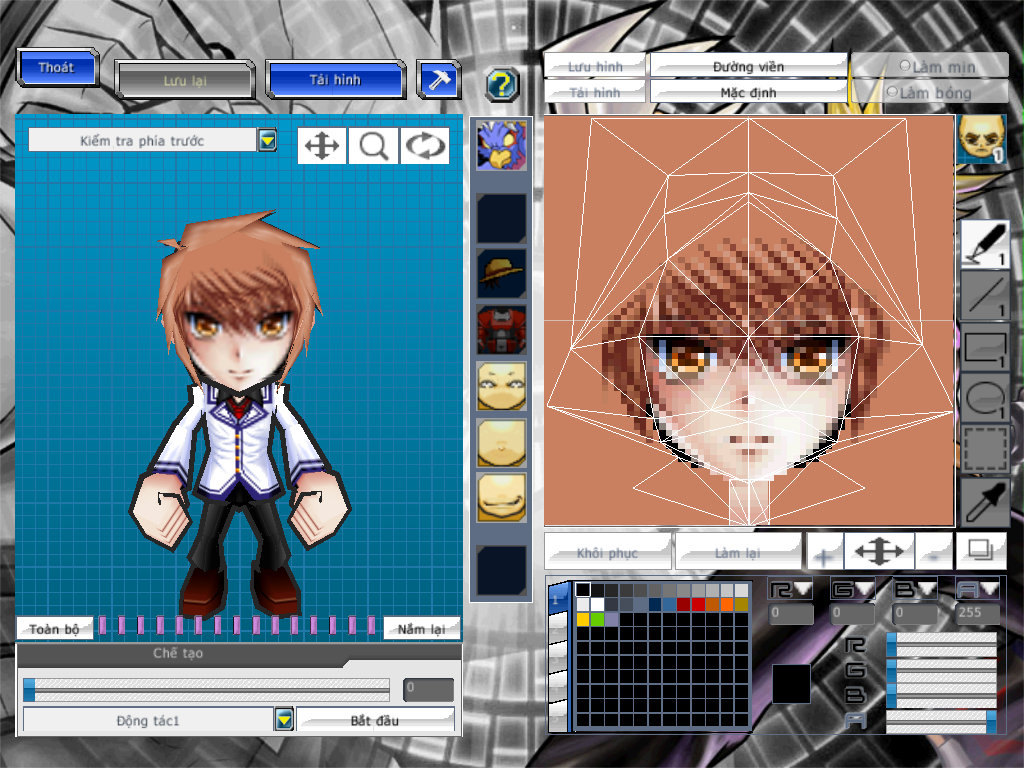 Thoát
Lưu lại
Tải hình
?
Lưu hình
Đường viền
Làm mịn
Tải hình
Mặc định
Làm bóng
Kiểm tra phía trước
1
1
1
1
1
Khôi phục
Làm lại
+
-
Toàn bộ
Nắm lại
Chế tạo
0
Động tác1
Bắt đầu
1
R
G
B
A
0
0
0
255
R
G
B
A